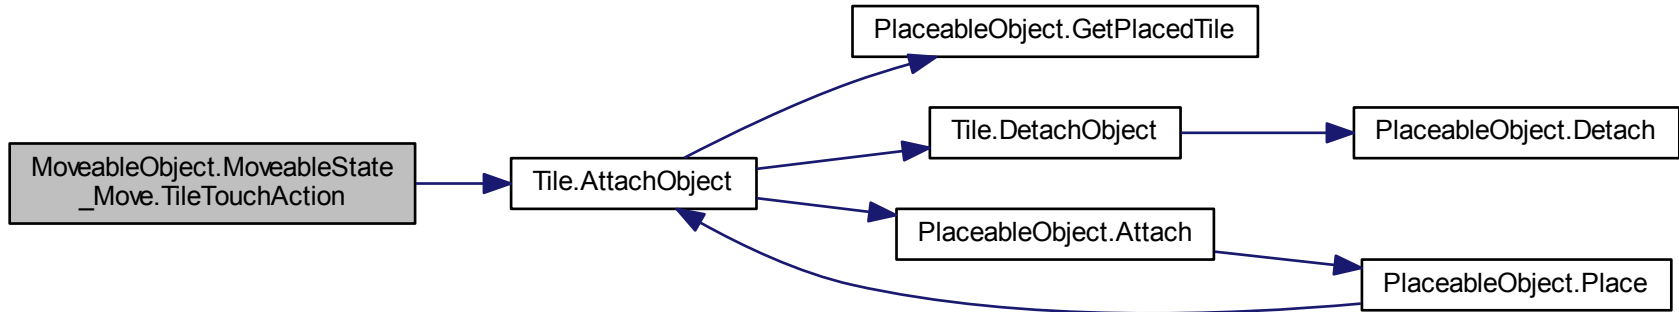 PlaceableObject.GetPlacedTile
Tile.DetachObject
PlaceableObject.Detach
MoveableObject.MoveableState
_Move.TileTouchAction
Tile.AttachObject
PlaceableObject.Attach
PlaceableObject.Place